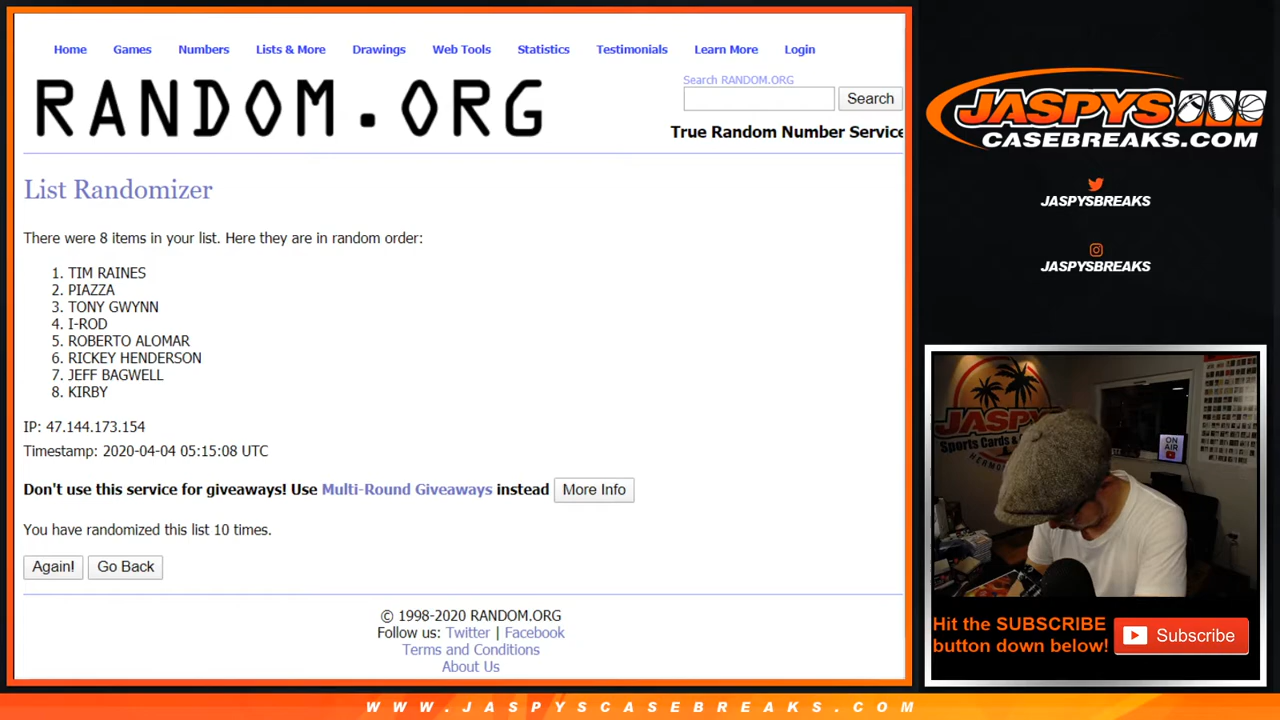 Home Games Numbers Lists & More Drawings Web Tools Statistics Testimonials Learn More Login
RANDOM.ORG
Search RANDOM.ORG
Search
True Random Number Service
List Randomizer
There were 8 items in your list. Here they are in random order:
1. TIM RAINES
2. PIAZZA
3. TONY GWYNN
4. I-ROD
5. ROBERTO ALOMAR
6. RICKEY HENDERSON
7. JEFF BAGWELL
8. KIRBY
IP: 47.144.173.154
Timestamp: 2020-04-04 05:15:08 UTC
Don't use this service for giveaways! Use Multi-Round Giveaways instead More Info
You have randomized this list 10 times.
Again! Go Back
© 1998-2020 RANDOM.ORG
Follow us: Twitter | Facebook
Terms and Conditions
About Us
JASPYS
CASEBREAKS.COM
JASPYSBREAKS
JASPYSBREAKS
JASPYS
Sports Cards
ON
AIR
Hit the SUBSCRIBE
button down below!
Subscribe
WWW.JASPYSCASEBREAKS.COM